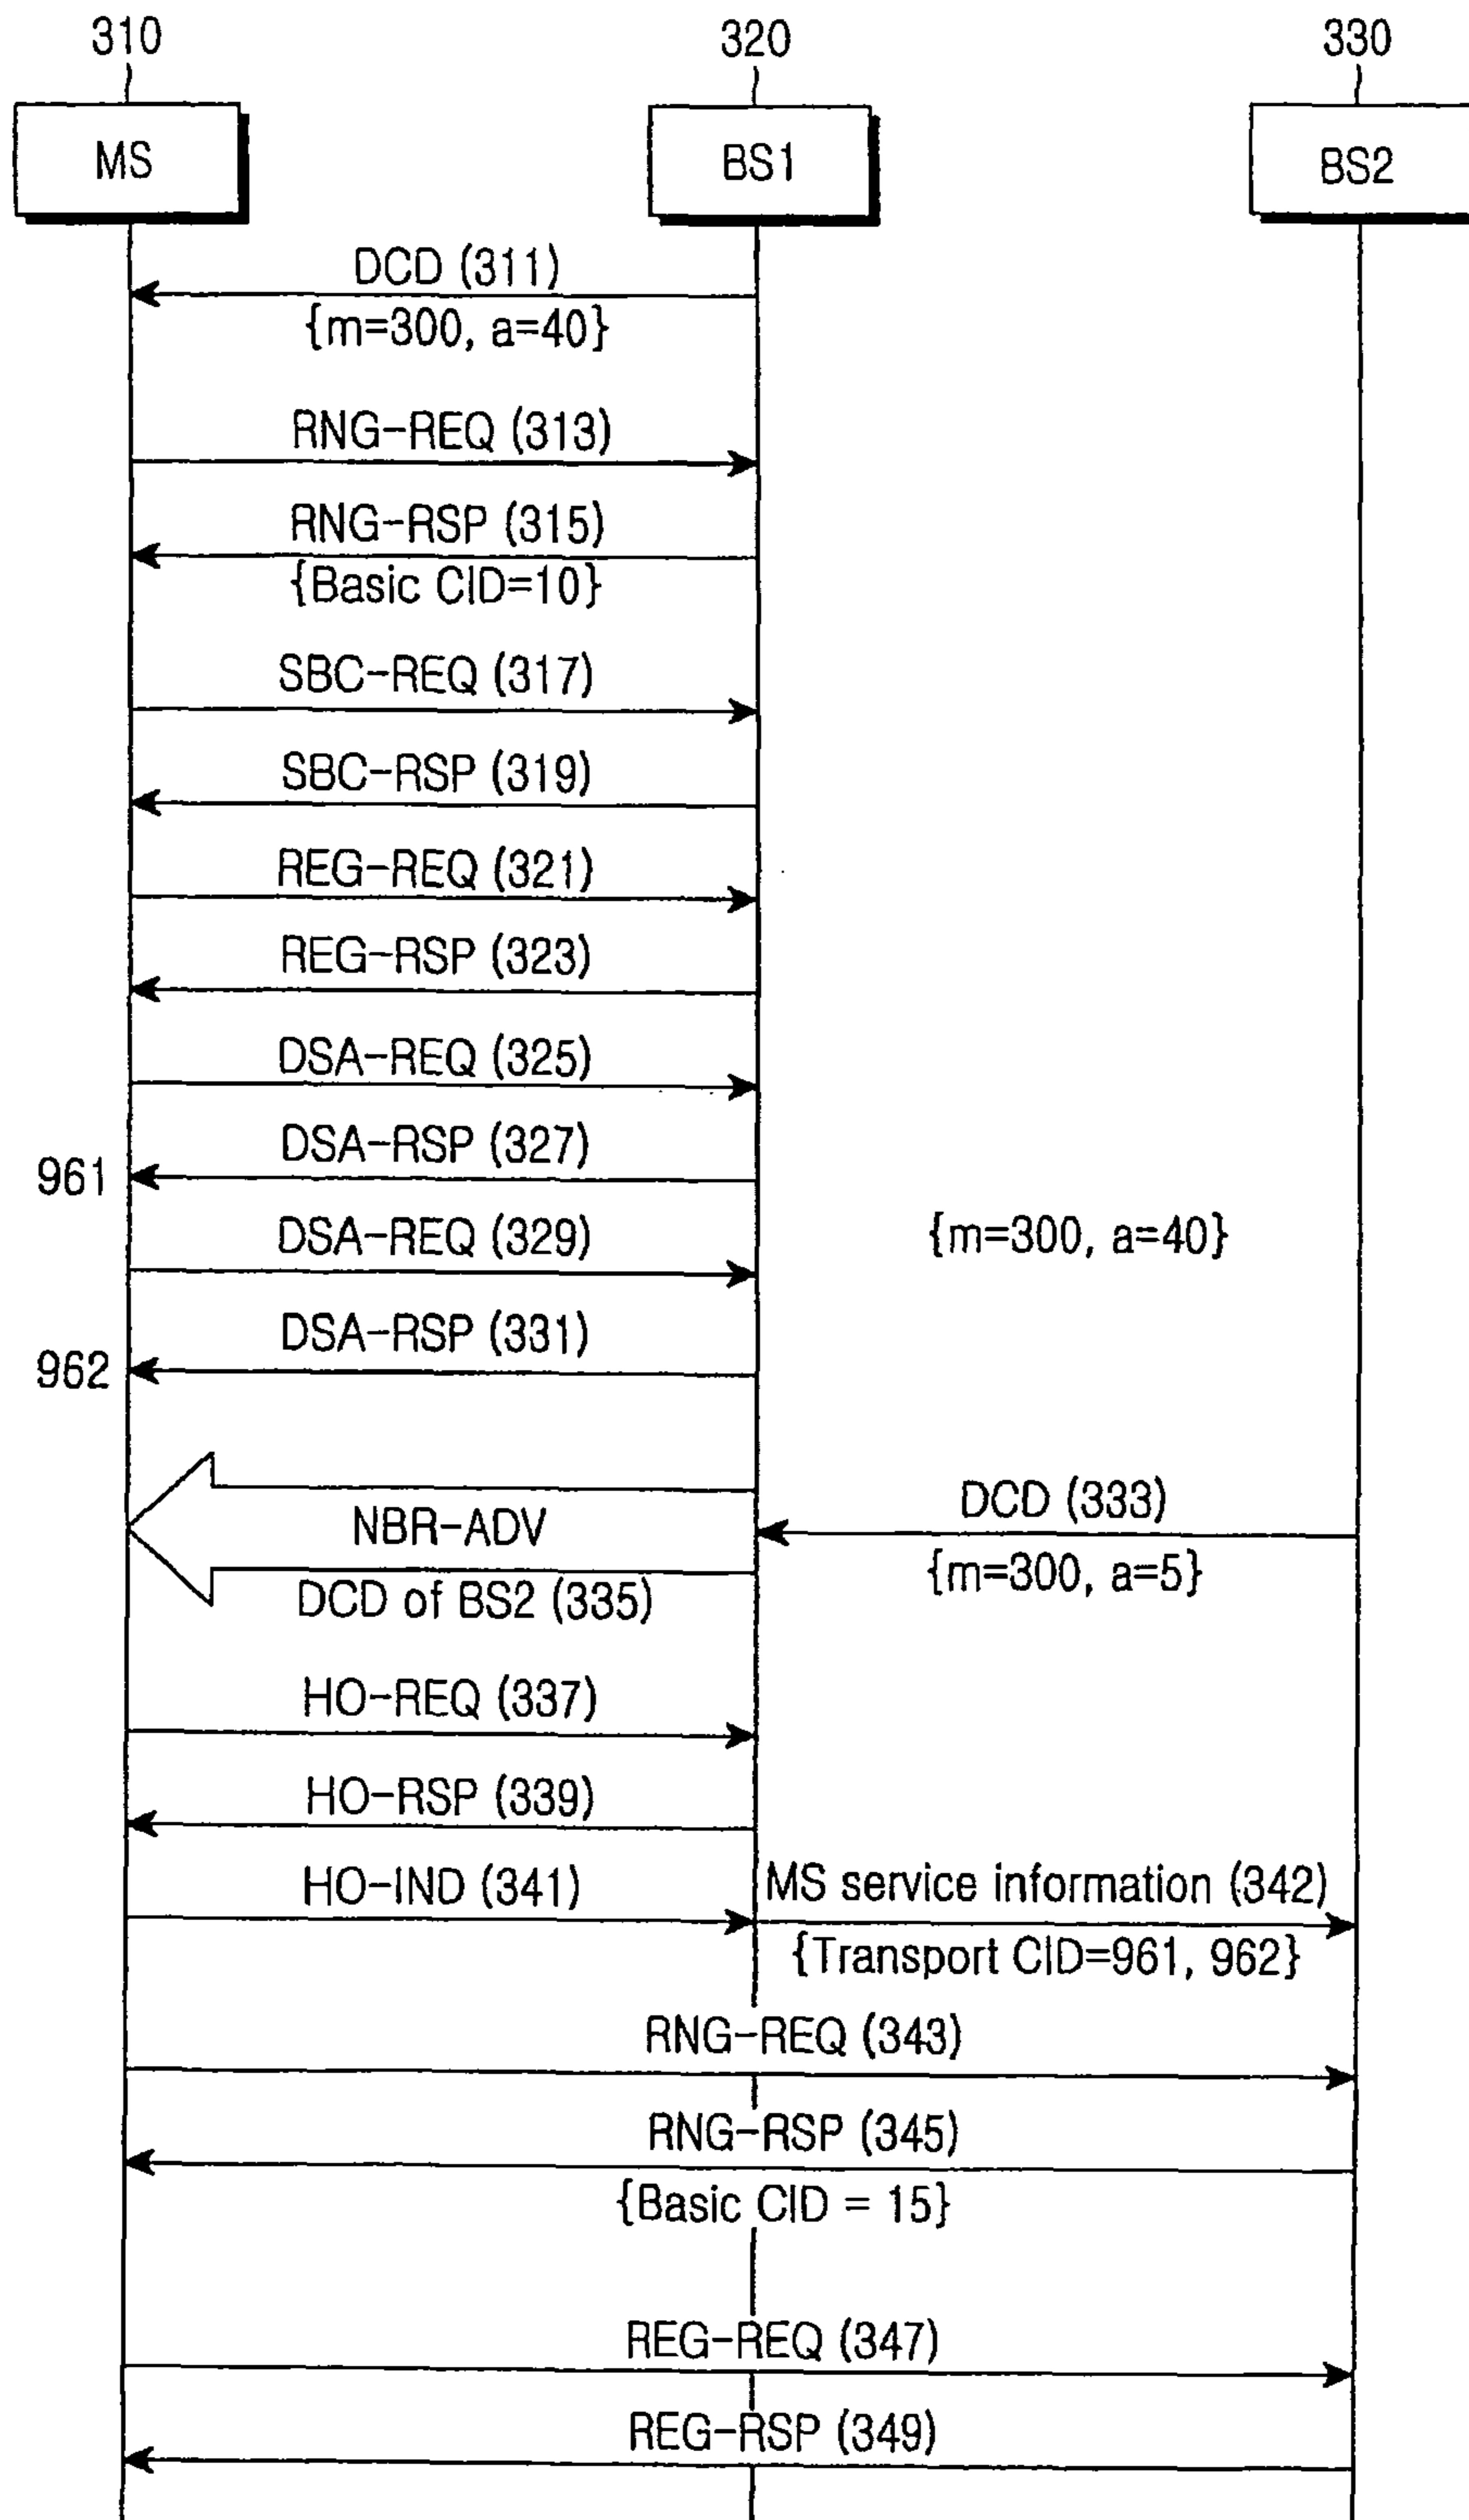 310
320
330
MS
BS1
BS2
DCD (311)
{m=300, a=40}
RNG-REQ (313)
RNG-RSP (315)
{Basic CID=10}
SBC-REQ (317)
SBC-RSP (319)
REG-REQ (321)
REG-RSP (323)
DSA-REQ (325)
DSA-RSP (327)
961
DSA-REQ (329)
{m=300, a=40}
DSA-RSP (331)
962
DCD (333)
NBR-ADV
{m=300, a=5}
DCD of BS2 (335)
HO-REQ (337)
HO-RSP (339)
HO-IND (341)
MS service information (342)
{Transport CID=961, 962}
RNG-REQ (343)
RNG-RSP (345)
{Basic CID = 15}
REG-REQ (347)
REG-RSP (349)